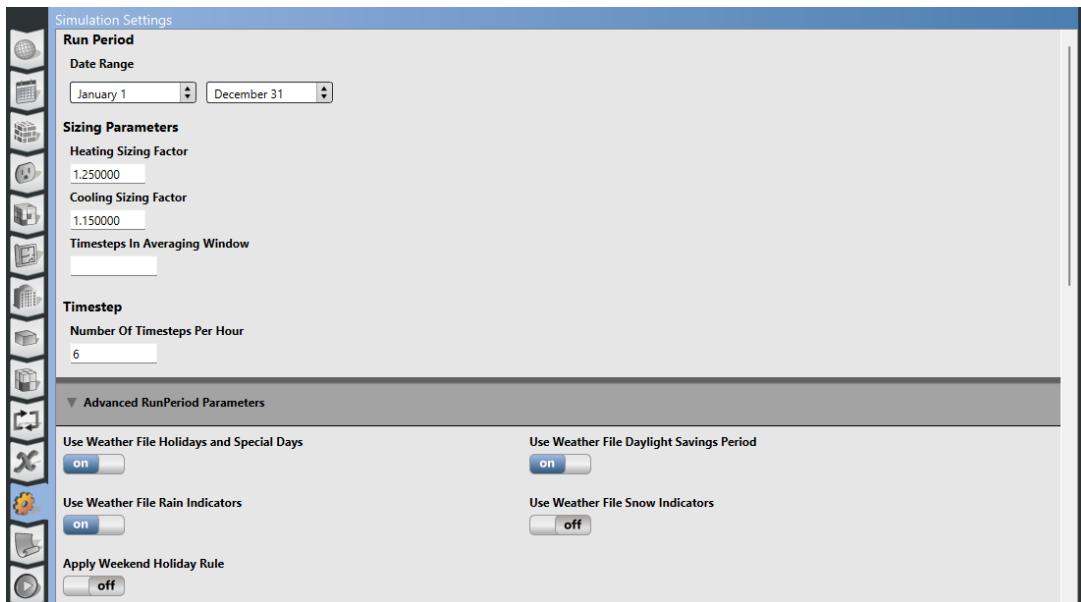 Simulation Settings
Run Period
Date Range
January 1 December 31
Sizing Parameters
Heating Sizing Factor
1.250000
Cooling Sizing Factor
1.150000
Timesteps In Averaging Window
Timestep
Number Of Timesteps Per Hour
6
Advanced RunPeriod Parameters
Use Weather File Holidays and Special Days Use Weather File Daylight Savings Period
on on
Use Weather File Rain Indicators Use Weather File Snow Indicators
on off
Apply Weekend Holiday Rule
off